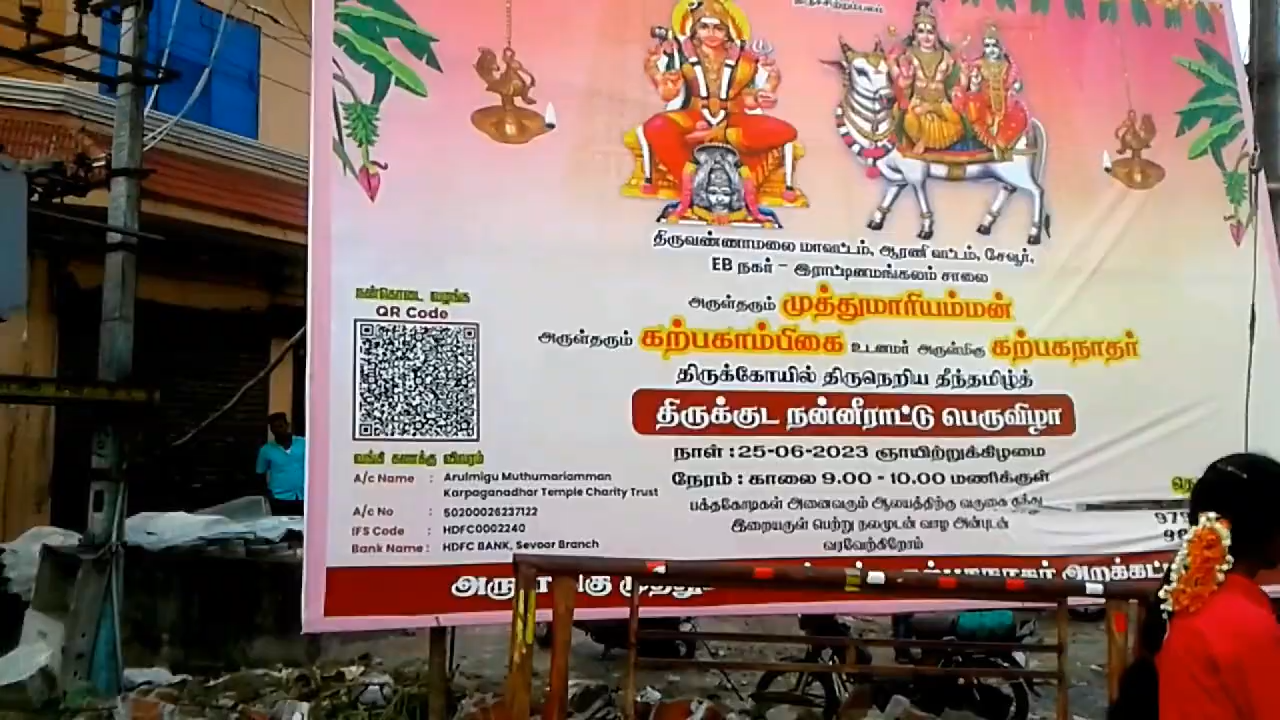 திருச்சிற்றம்பலம்
திருவண்ணாமலை மாவட்டம், ஆரணி வட்டம், சேவூர்,
EB நகர் - இராட்டினமங்கலம் சாலை
அருள்தரும் முத்துமாரியம்மன்
அருள்தரும் கற்பகாம்பிகை உடனமர் அருள்மிகு கற்பகநாதர்
திருக்கோயில் திருநெறிய தீந்தமிழ்த்
திருக்குட நன்னீராட்டு பெருவிழா
நாள் : 25-06-2023 ஞாயிற்றுக்கிழமை
நேரம் : காலை 9.00 - 10.00 மணிக்குள்
பக்தகோடிகள் அனைவரும் ஆலயத்திற்கு வருகை தந்து
இறையருள் பெற்று நலமுடன் வாழ அன்புடன்
வரவேற்கிறோம்
நன்கொடை வழங்க
QR Code
வங்கி கணக்கு விவரம்
A/c Name : Arulmigu Muthumariamman
Karpaganadhar Temple Charity Trust
A/c No : 50200026237122
IFS Code : HDFC0002240
Bank Name : HDFC BANK, Sevoor Branch